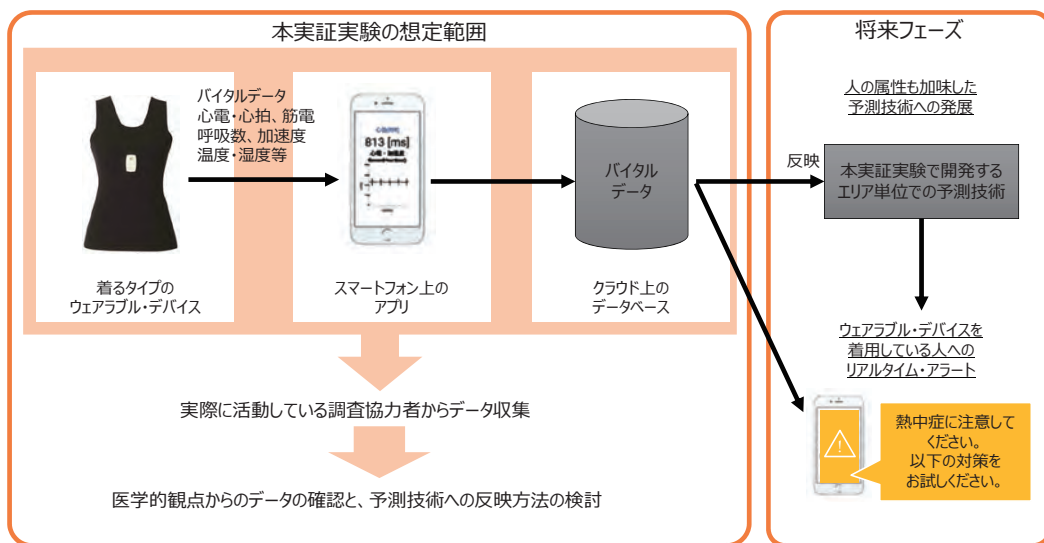 本実証実験の想定範囲
バイタルデータ
心電・心拍、筋電
呼吸数、加速度
温度・湿度等
813 [ms]
心電・加速度
バイタル
データ
着るタイプの
ウェアラブル・デバイス
スマートフォン上の
アプリ
クラウド上の
データベース
実際に活動している調査協力者からデータ収集
医学的観点からのデータの確認と、予測技術への反映方法の検討
将来フェーズ
人の属性も加味した
予測技術への発展
反映
本実証実験で開発する
エリア単位での予測技術
ウェアラブル・デバイスを
着用している人への
リアルタイム・アラート
!
熱中症に注意して
ください。
以下の対策を
お試しください。